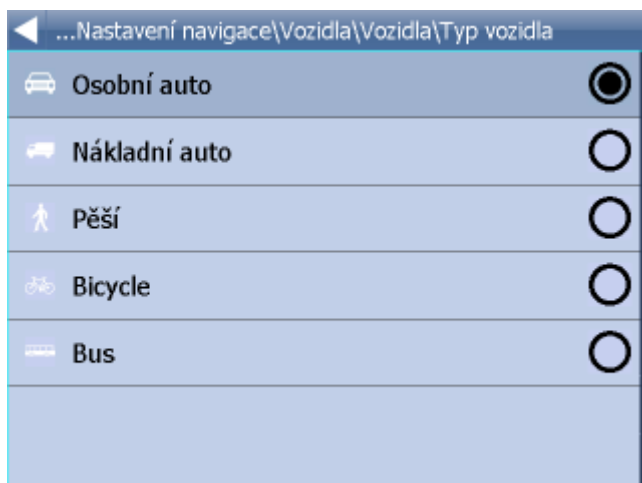 ...Nastavení navigace\Vozidla\Vozidla\Typ vozidla
Osobní auto
Nákladní auto
Pěší
Bicycle
Bus